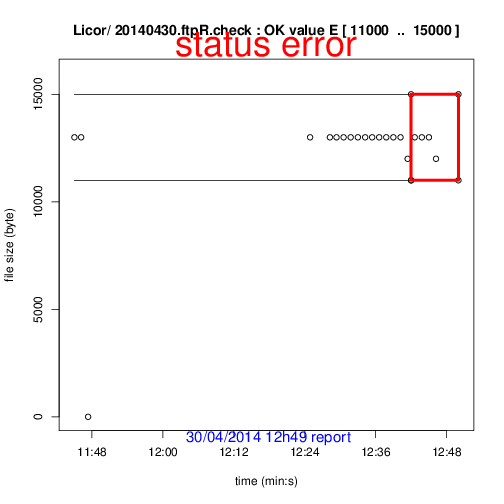 Licor/ 20140430.ftpR.check : OK value E [ 11000 .. 15000 ]
status error
file size (byte)
15000
10000
5000
0
30/04/2014 12h49 report
11:48 12:00 12:12 12:24 12:36 12:48
time (min:s)